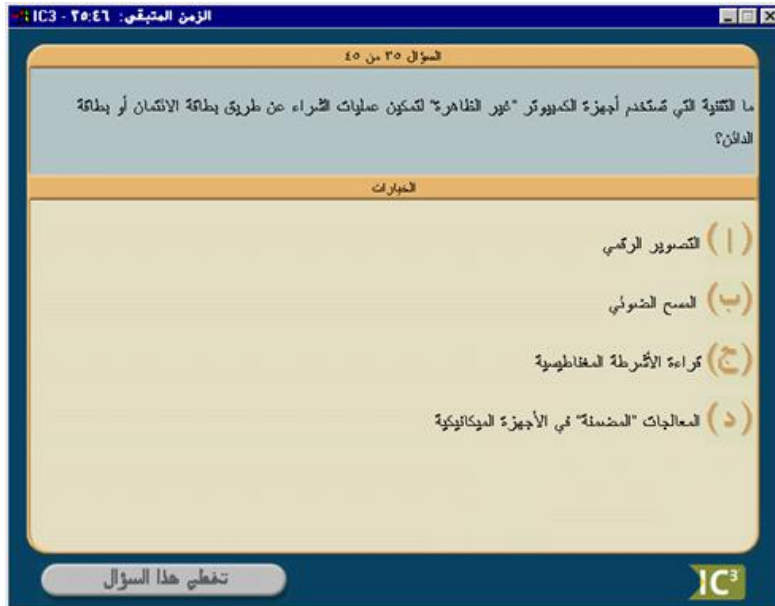 الزمن المتبقي: ٢٥:٤٦ - IC3
السؤال ٣٥ من ٤٥
ما التقنية التي تستخدم أجهزة الكمبيوتر "غير الظاهرة" لتمكين عمليات الشراء عن طريق بطاقة الائتمان أو بطاقة
الدائن؟
الخيارات
(ا) التصوير الرقمي
(ب) المسح الضوئي
(ج) قراءة الأشرطة المغناطيسية
(د) المعالجات "المضمنة" في الأجهزة الميكانيكية
تخطي هذا السؤال
IC³